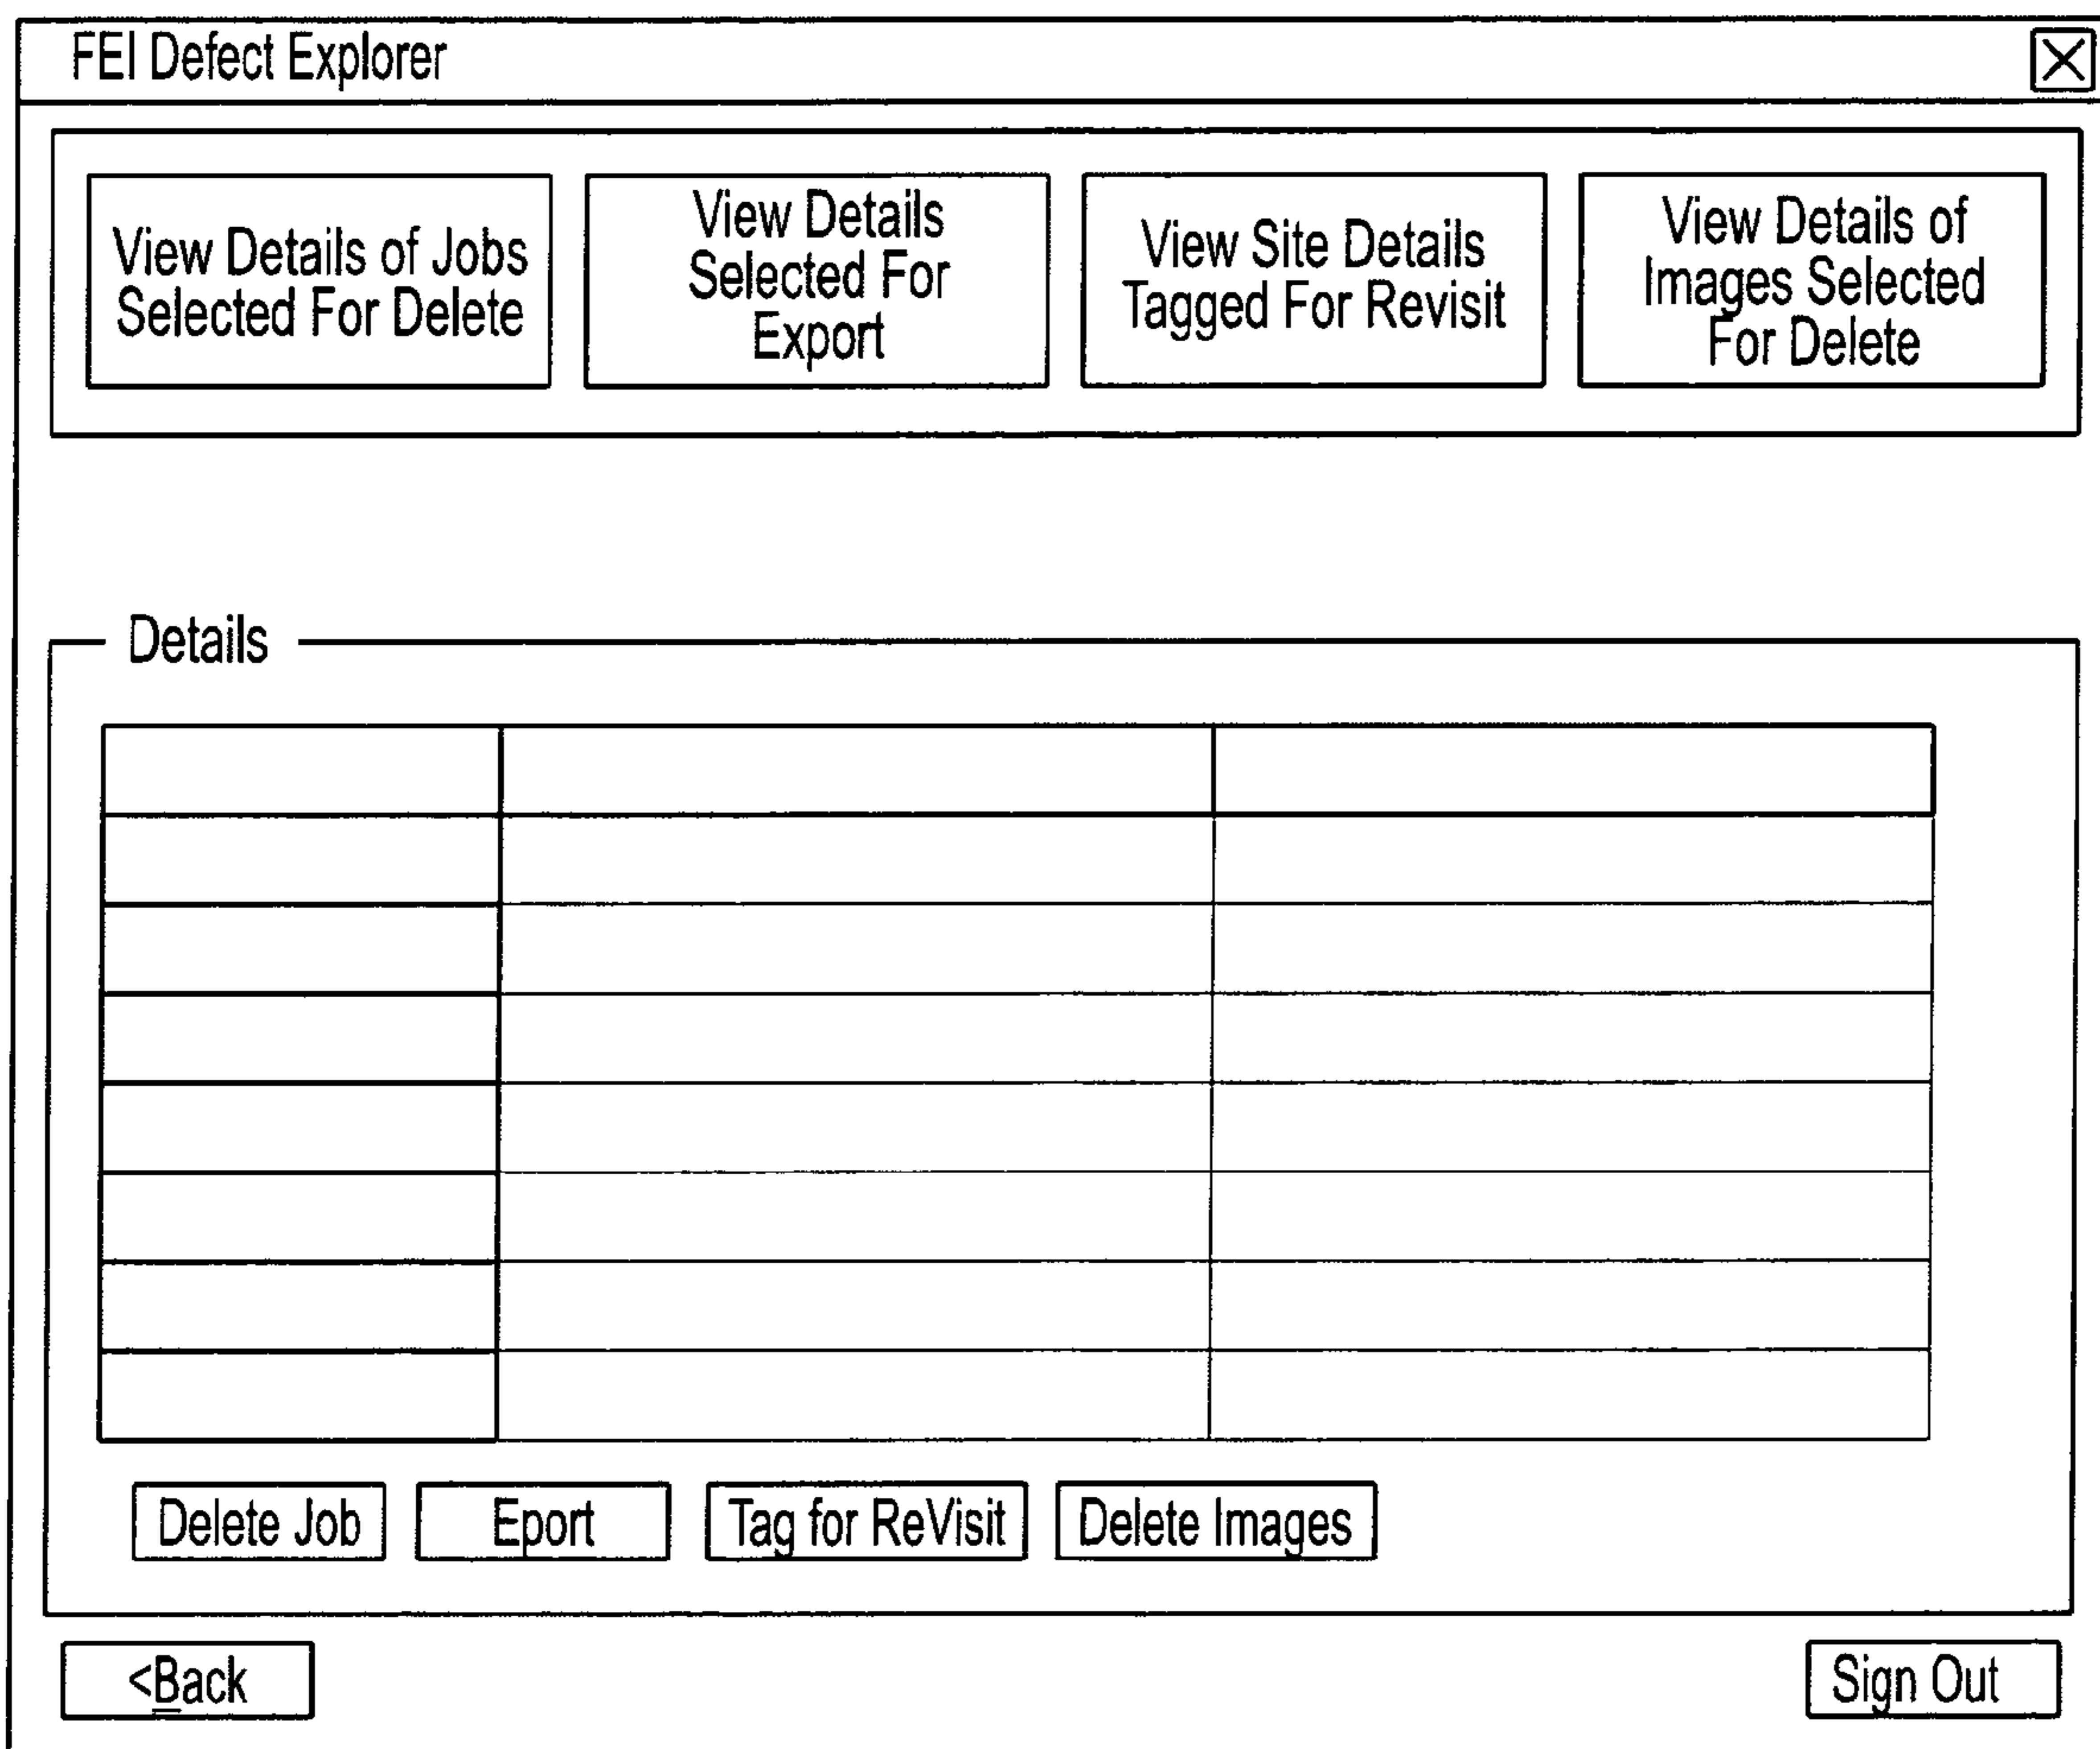 FEI Defect Explorer
View Details of Jobs
Selected For Delete
View Details
Selected For
Export
View Site Details
Tagged For Revisit
View Details of
Images Selected
For Delete
Details
Delete Job
Eport
Tag for ReVisit
Delete Images
<Back
Sign Out